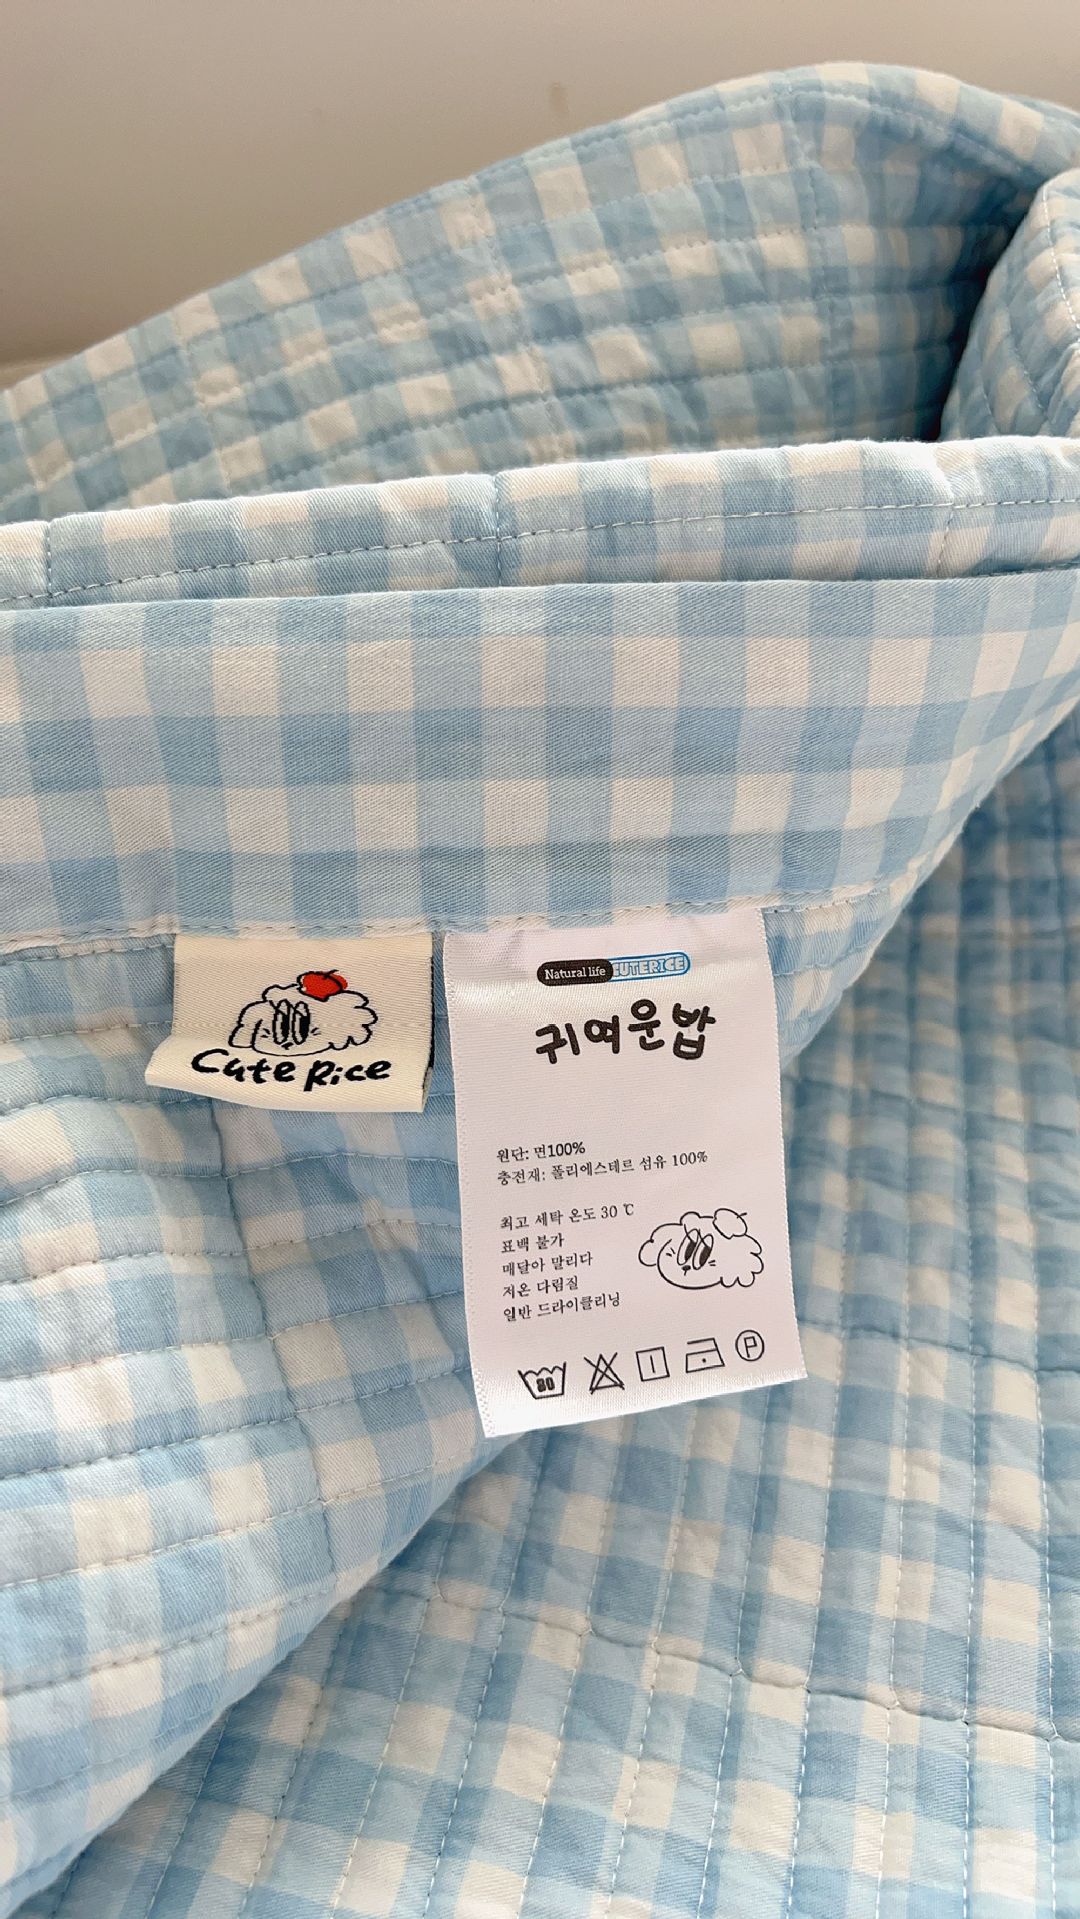 Cute Rice
Natural life CUTERICE
귀여운밥
원단: 면100%
충전재: 폴리에스테르 섬유 100%
최고 세탁 온도 30 ℃
표백 불가
매달아 말리다
저온 다림질
일반 드라이클리닝
30
P